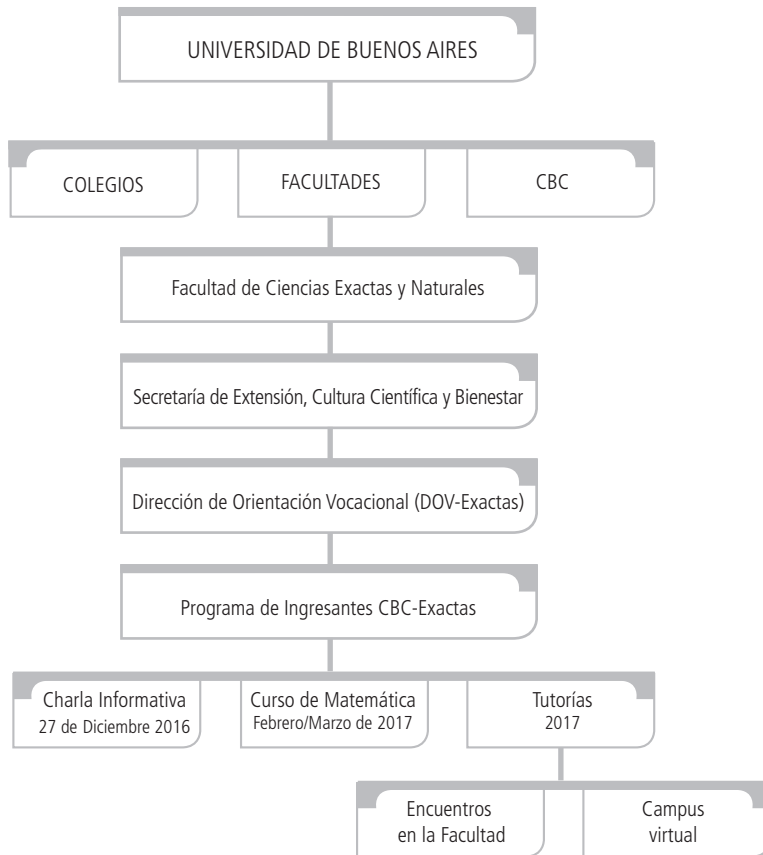 UNIVERSIDAD DE BUENOS AIRES
COLEGIOS
FACULTADES
CBC
Facultad de Ciencias Exactas y Naturales
Secretaría de Extensión, Cultura Científica y Bienestar
Dirección de Orientación Vocacional (DOV-Exactas)
Programa de Ingresantes CBC-Exactas
Charla Informativa
27 de Diciembre 2016
Curso de Matemática
Febrero/Marzo de 2017
Tutorías
2017
Encuentros
en la Facultad
Campus
virtual